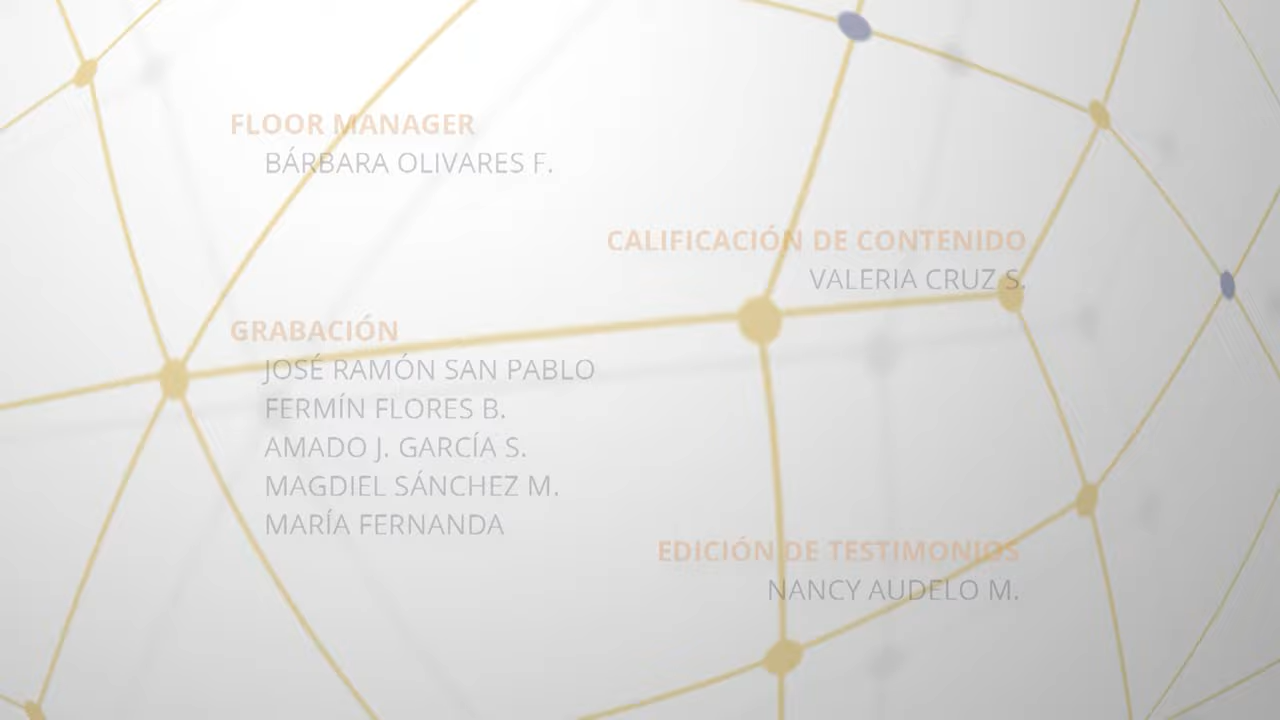 FLOOR MANAGER
BÁRBARA OLIVARES F.
CALIFICACIÓN DE CONTENIDO
VALERIA CRUZ S.
GRABACIÓN
JOSÉ RAMÓN SAN PABLO
FERMÍN FLORES B.
AMADO J. GARCÍA S.
MAGDIEL SÁNCHEZ M.
MARÍA FERNANDA
EDICIÓN DE TESTIMONIOS
NANCY AUDELO M.